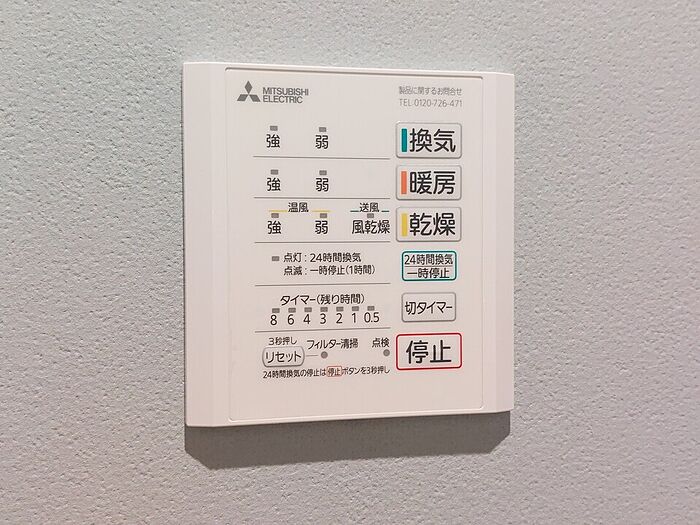 MITSUBISHI
ELECTRIC
製品に関するお問合せ
TEL 0120-726-471
強 弱 換気
強 弱 暖房
温風 送風
強 弱 風乾燥 乾燥
点灯:24時間換気
点滅:一時停止(1時間)
24時間換気
一時停止
タイマー(残り時間)
8 6 4 3 2 1 0.5
切タイマー
3秒押し
リセット フィルター清掃 点検
停止
24時間換気の停止は停止ボタンを3秒押し